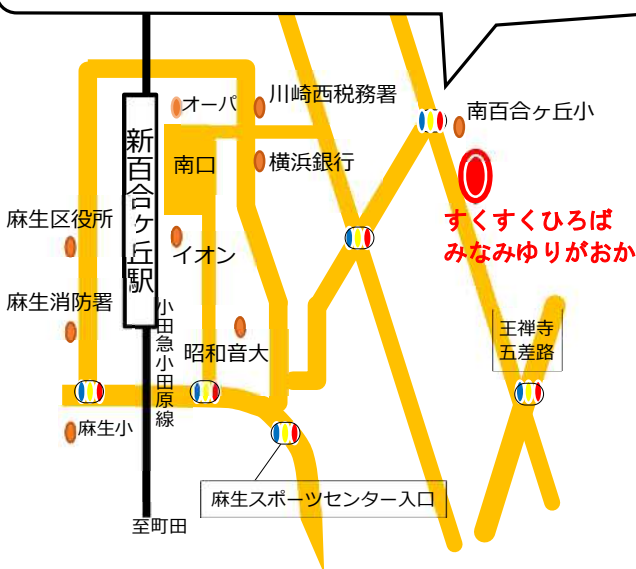 オーパ
川崎西税務署
南百合ヶ丘小
新百合ヶ丘駅
南口
横浜銀行
すくすくひろば
みなみゆりがおか
麻生区役所
イオン
麻生消防署
小田急小田原線
昭和音大
王禅寺
五差路
麻生小
麻生スポーツセンター入口
至町田